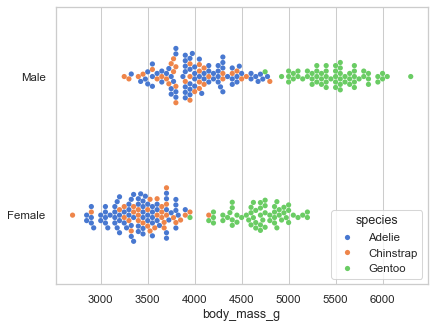 Male
Female
species
Adelie
Chinstrap
Gentoo
3000 3500 4000 4500 5000 5500 6000
body_mass_g